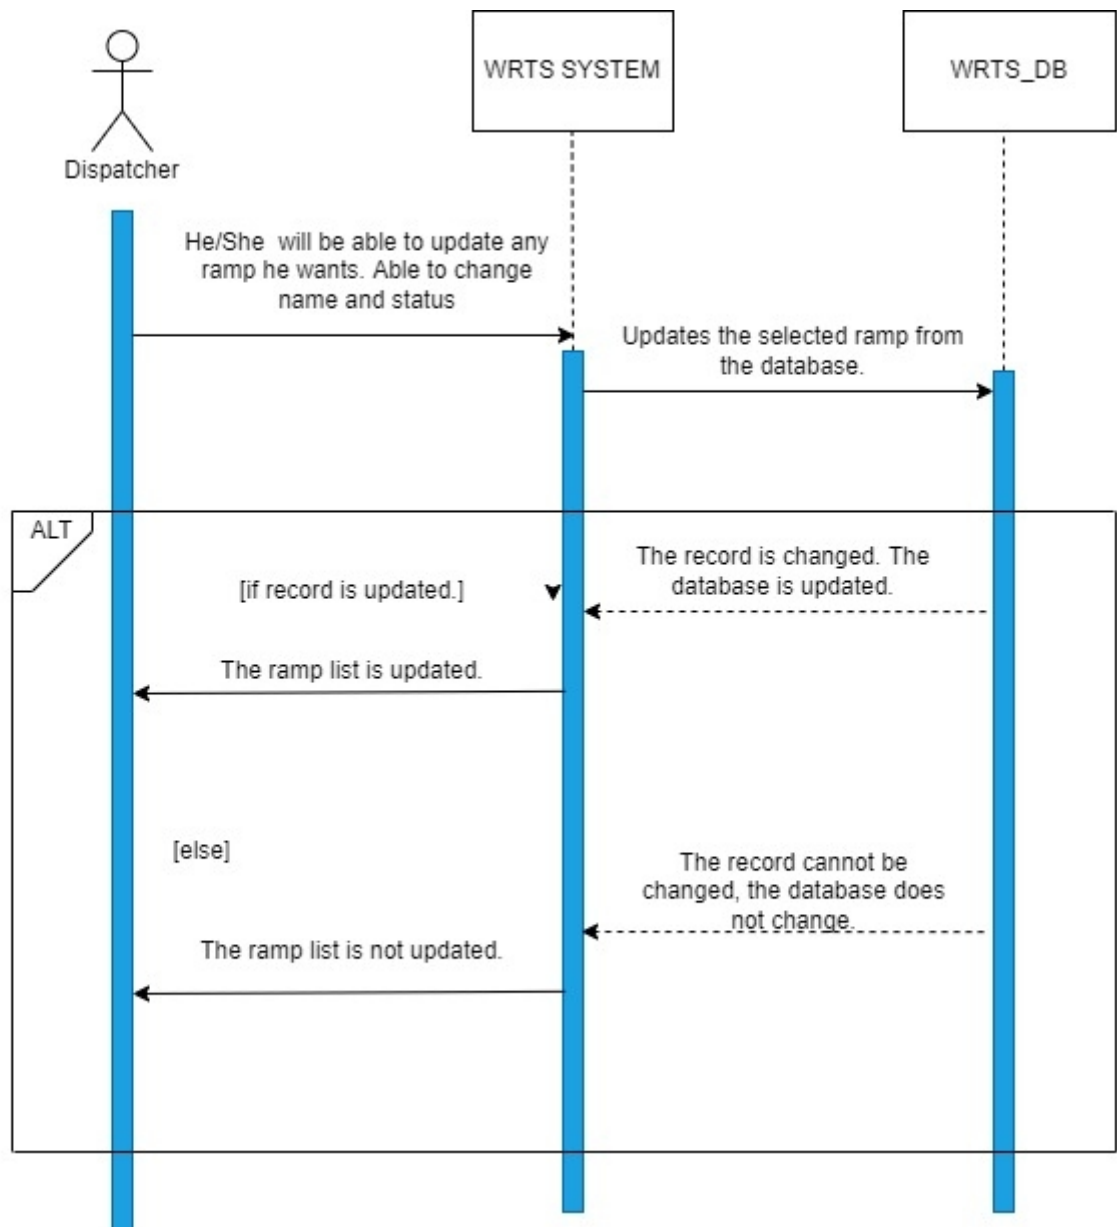 WRTS SYSTEM
WRTS_DB
Dispatcher
He/She will be able to update any
ramp he wants. Able to change
name and status
Updates the selected ramp from
the database.
ALT
The record is changed. The
database is updated.
[if record is updated.]
The ramp list is updated.
[else]
The record cannot be
changed, the database does
not change.
The ramp list is not updated.